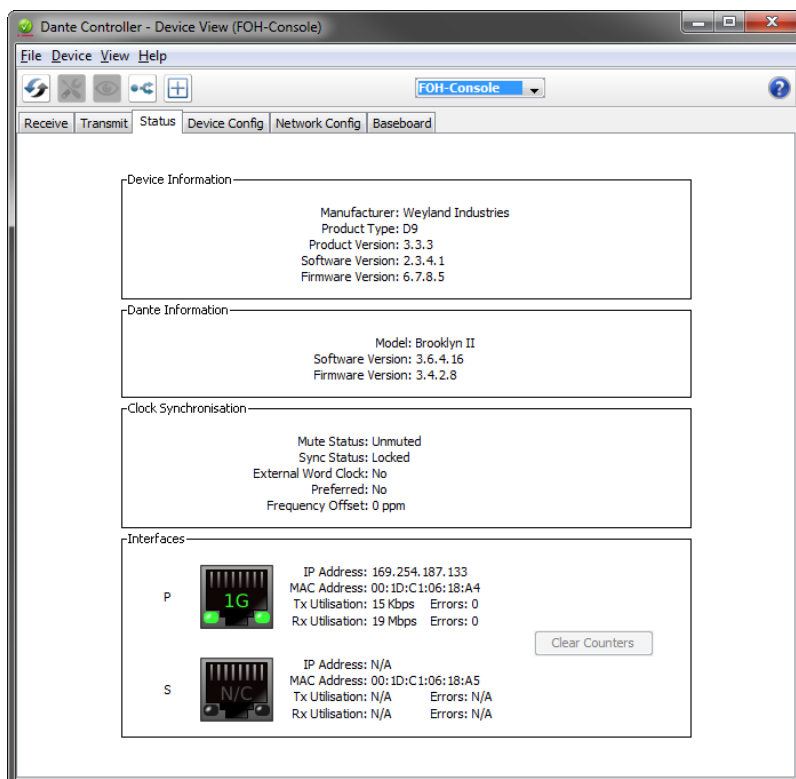 Dante Controller - Device View (FOH-Console)
File Device View Help
FOH-Console
Receive Transmit Status Device Config Network Config Baseboard
Device Information
Manufacturer: Weyland Industries
Product Type: D9
Product Version: 3.3.3
Software Version: 2.3.4.1
Firmware Version: 6.7.8.5
Dante Information
Model: Brooklyn II
Software Version: 3.6.4.16
Firmware Version: 3.4.2.8
Clock Synchronisation
Mute Status: Unmuted
Sync Status: Locked
External Word Clock: No
Preferred: No
Frequency Offset: 0 ppm
Interfaces
P
1G
IP Address: 169.254.187.133
MAC Address: 00:1D:C1:06:18:A4
Tx Utilisation: 15 Kbps Errors: 0
Rx Utilisation: 19 Mbps Errors: 0
Clear Counters
S
N/C
IP Address: N/A
MAC Address: 00:1D:C1:06:18:A5
Tx Utilisation: N/A Errors: N/A
Rx Utilisation: N/A Errors: N/A